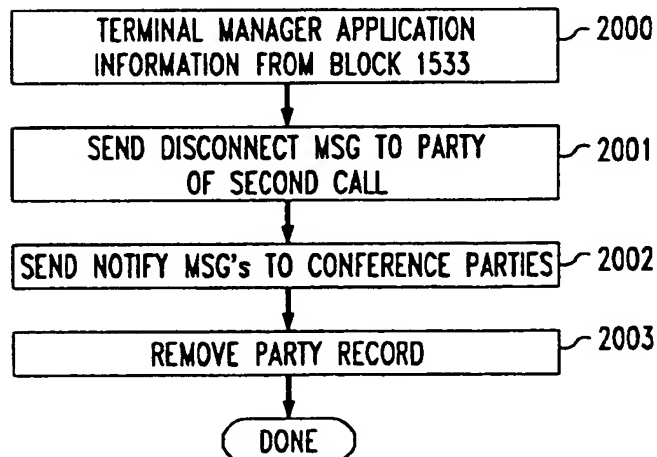 TERMINAL MANAGER APPLICATION
INFORMATION FROM BLOCK 1533
2000
SEND DISCONNECT MSG TO PARTY
OF SECOND CALL
2001
SEND NOTIFY MSG's TO CONFERENCE PARTIES
2002
REMOVE PARTY RECORD
2003
DONE